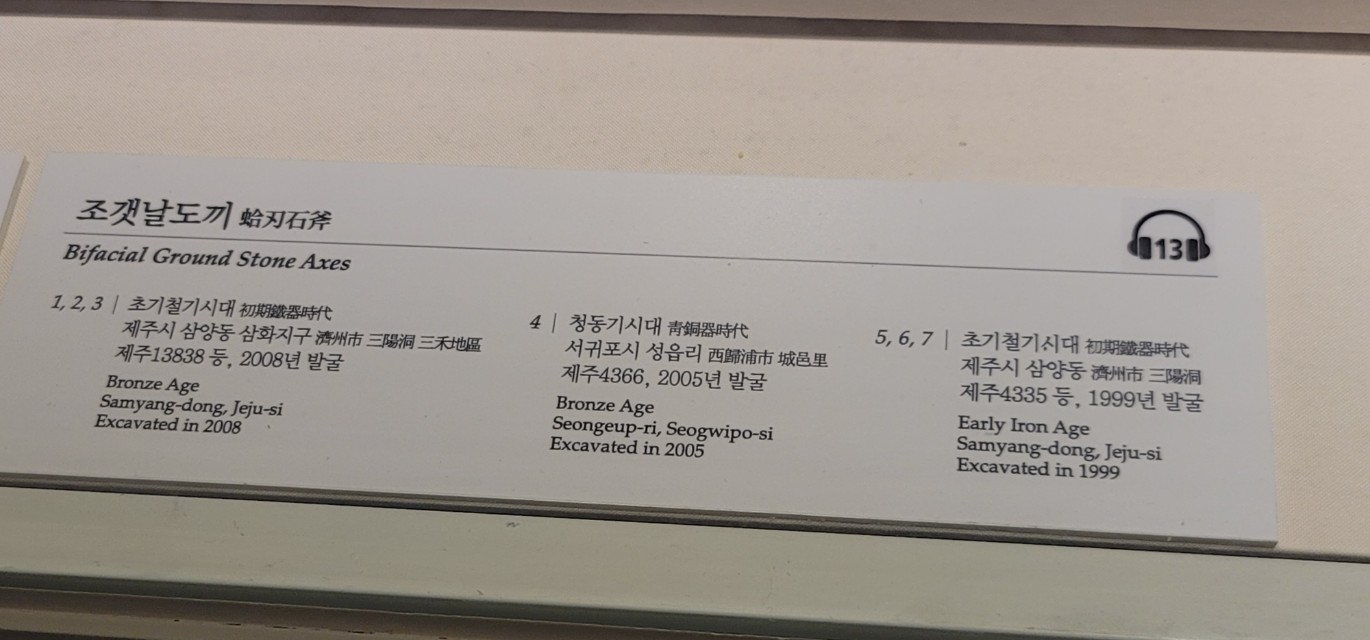 조갯날도끼 蛤刃石斧
Bifacial Ground Stone Axes
13
1, 2, 3 | 초기철기시대 初期鐵器時代
제주시 삼양동 삼화지구 濟州市 三陽洞 三禾地區
제주13838 등, 2008년 발굴
Bronze Age
Samyang-dong, Jeju-si
Excavated in 2008
4 | 청동기시대 靑銅器時代
서귀포시 성읍리 西歸浦市 城邑里
제주4366, 2005년 발굴
Bronze Age
Seongeup-ri, Seogwipo-si
Excavated in 2005
5, 6, 7 | 초기철기시대 初期鐵器時代
제주시 삼양동 濟州市 三陽洞
제주4335 등, 1999년 발굴
Early Iron Age
Samyang-dong, Jeju-si
Excavated in 1999